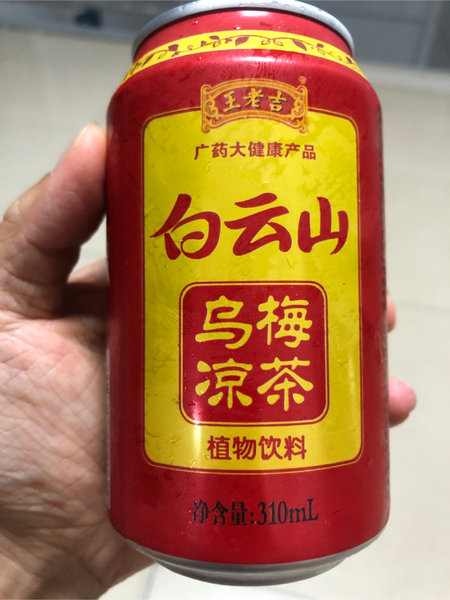 王老吉
广药大健康产品
白云山
乌梅
凉茶
植物饮料
净含量:310mL